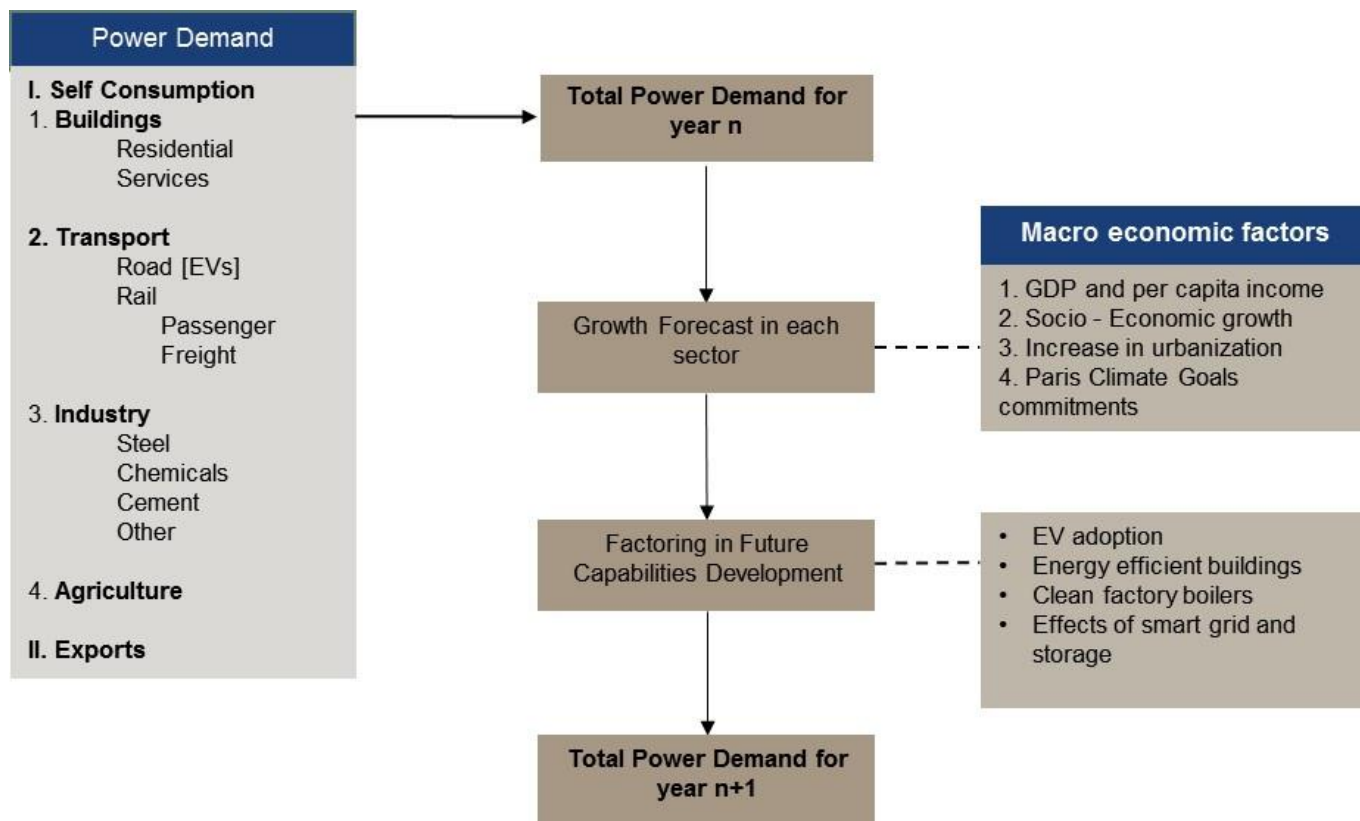 Power Demand
I. Self Consumption
1. Buildings
Residential
Services
2. Transport
Road [EVs]
Rail
Passenger
Freight
3. Industry
Steel
Chemicals
Cement
Other
4. Agriculture
II. Exports
Total Power Demand for
year n
Growth Forecast in each
sector
Macro economic factors
1. GDP and per capita income
2. Socio - Economic growth
3. Increase in urbanization
4. Paris Climate Goals
commitments
Factoring in Future
Capabilities Development
• EV adoption
• Energy efficient buildings
• Clean factory boilers
• Effects of smart grid and
storage
Total Power Demand for
year n+1